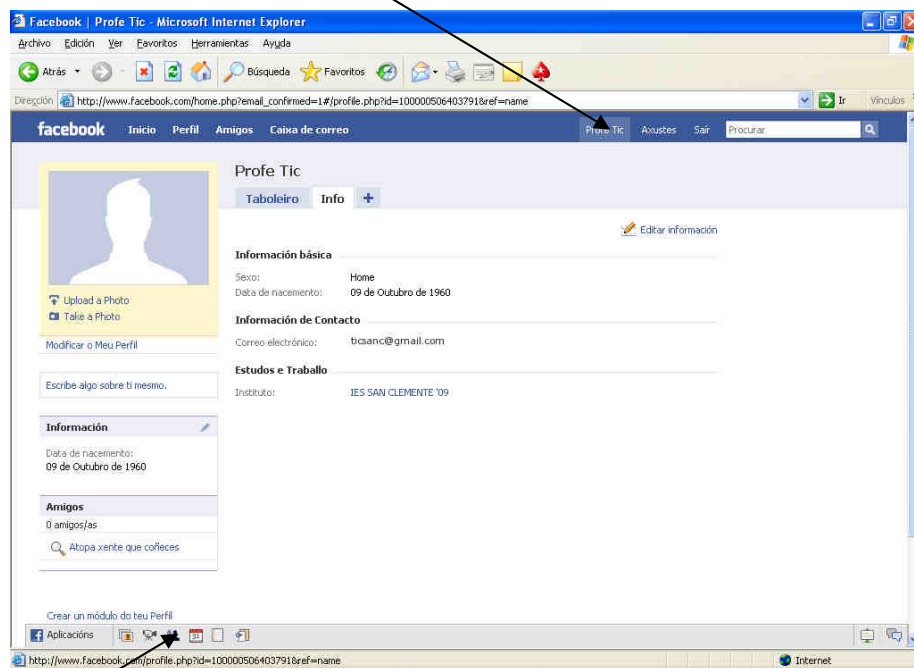 Facebook | Profe Tic - Microsoft Internet Explorer
Archivo Edición Ver Favoritos Herramientas Ayuda
Atrás Búsqueda Favoritos
Dirección http://www.facebook.com/home.php?email_confirmed=1#/profile.php?id=100000506403791&ref=name Ir Vínculos
facebook Inicio Perfil Amigos Caixa de correo Profe Tic Axustes Saír Procurar
Profe Tic
Taboleiro Info +
Editar información
Información básica
Sexo: Home
Data de nacemento: 09 de Outubro de 1960
Upload a Photo
Take a Photo
Información de Contacto
Modificar o Meu Perfil
Correo electrónico: ticsanc@gmail.com
Estudos e Traballo
Escribe algo sobre ti mesmo.
Instituto: IES SAN CLEMENTE '09
Información
Data de nacemento:
09 de Outubro de 1960
Amigos
0 amigos/as
Atopa xente que coñeces
Crear un módulo do teu Perfil
Aplicacións 31
http://www.facebook.com/profile.php?id=100000506403791&ref=name Internet